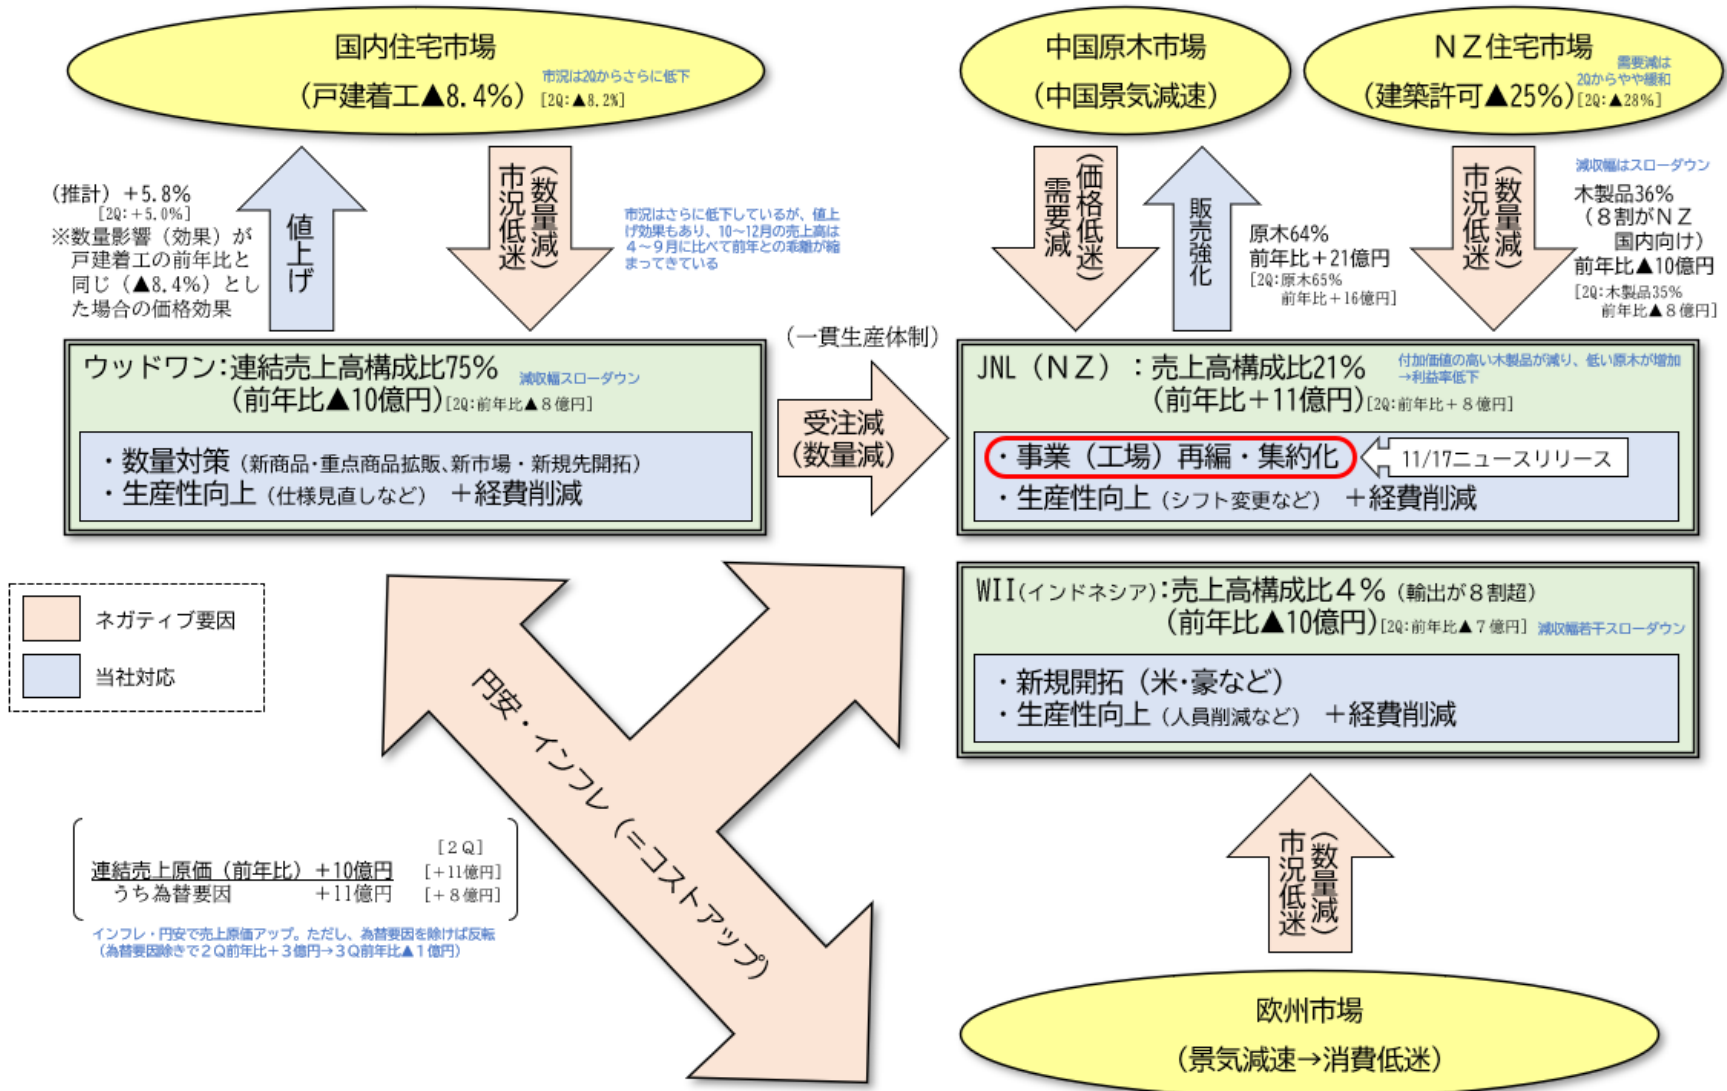 国内住宅市場
(戸建着工▲8.4%)
市況は2Qからさらに低下
[2Q:▲8.2%]
中国原木市場
(中国景気減速)
ＮＺ住宅市場
(建築許可▲25%)
需要減は
2Qからやや緩和
[2Q:▲28%]
(推計)＋5.8%
[2Q:＋5.0%]
※数量影響（効果）が
戸建着工の前年比と
同じ（▲8.4%）とし
た場合の価格効果
値上げ
(数量減)
市況低迷
市況はさらに低下しているが、値上
げ効果もあり、10～12月の売上高は
４～９月に比べて前年との乖離が縮
まってきている
(価格低迷)
需要減
販売強化
原木64%
前年比＋21億円
[2Q:原木65%
前年比＋16億円]
(数量減)
市況低迷
減収幅はスローダウン
木製品36%
（８割がＮＺ
国内向け）
前年比▲10億円
[2Q:木製品35%
前年比▲８億円]
ウッドワン:連結売上高構成比75%
減収幅スローダウン
(前年比▲10億円)[2Q:前年比▲８億円]
・数量対策（新商品・重点商品拡販、新市場・新規先開拓）
・生産性向上（仕様見直しなど）　＋経費削減
（一貫生産体制）
受注減
(数量減)
JNL（ＮＺ）：売上高構成比21%
付加価値の高い木製品が減り、低い原木が増加
→利益率低下
(前年比＋11億円)[2Q:前年比＋８億円]
・事業（工場）再編・集約化
11/17ニュースリリース
・生産性向上（シフト変更など）　＋経費削減
WII(インドネシア):売上高構成比４%（輸出が８割超）
(前年比▲10億円)[2Q:前年比▲７億円]　減収幅若干スローダウン
・新規開拓（米・豪など）
・生産性向上（人員削減など）　＋経費削減
ネガティブ要因
当社対応
円安・インフレ（＝コストアップ）
[２Ｑ]
連結売上原価（前年比）＋10億円　[＋11億円]
うち為替要因　＋11億円　[＋８億円]
インフレ・円安で売上原価アップ。ただし、為替要因を除けば反転
（為替要因除きで２Ｑ前年比＋３億円→３Ｑ前年比▲１億円）
(数量減)
市況低迷
欧州市場
(景気減速→消費低迷)